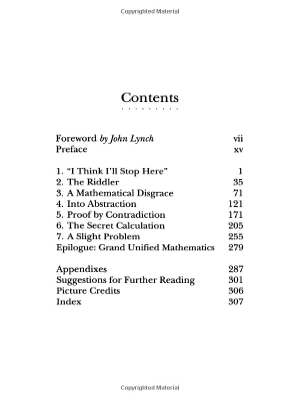 Copyrighted Material
Contents
Foreword by John Lynch vii
Preface xv
1. “I Think I’ll Stop Here” 1
2. The Riddler 35
3. A Mathematical Disgrace 71
4. Into Abstraction 121
5. Proof by Contradiction 171
6. The Secret Calculation 205
7. A Slight Problem 255
Epilogue: Grand Unified Mathematics 279
Appendixes 287
Suggestions for Further Reading 301
Picture Credits 306
Index 307
Copyrighted Material